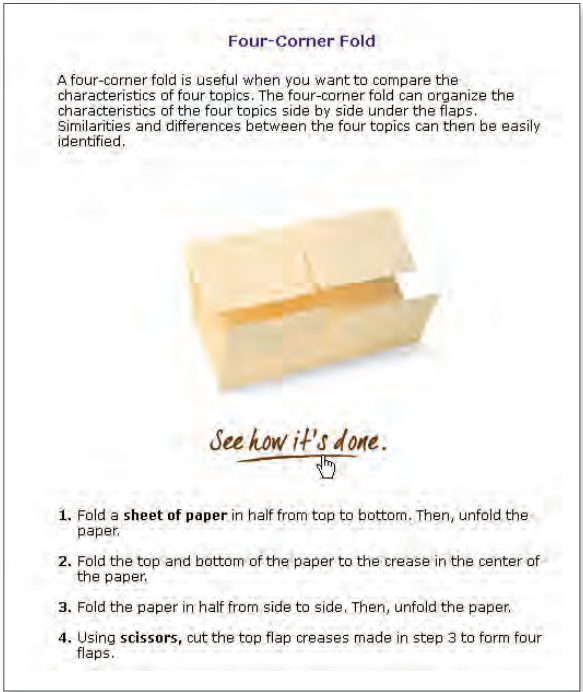 Four-Corner Fold
A four-corner fold is useful when you want to compare the
characteristics of four topics. The four-corner fold can organize the
characteristics of the four topics side by side under the flaps.
Similarities and differences between the four topics can then be easily
identified.
See how it's done.
1. Fold a sheet of paper in half from top to bottom. Then, unfold the
paper.
2. Fold the top and bottom of the paper to the crease in the center of
the paper.
3. Fold the paper in half from side to side. Then, unfold the paper.
4. Using scissors, cut the top flap creases made in step 3 to form four
flaps.